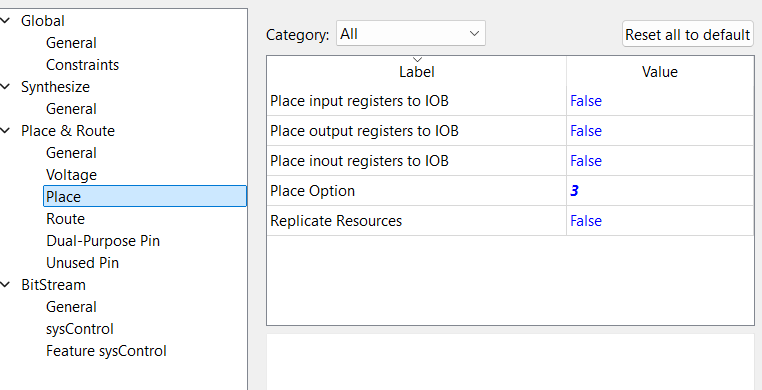 Global
General
Constraints
Synthesize
General
Place & Route
General
Voltage
Place
Route
Dual-Purpose Pin
Unused Pin
BitStream
General
sysControl
Feature sysControl
Category: All Reset all to default
Label Value
Place input registers to IOB False
Place output registers to IOB False
Place inout registers to IOB False
Place Option 3
Replicate Resources False